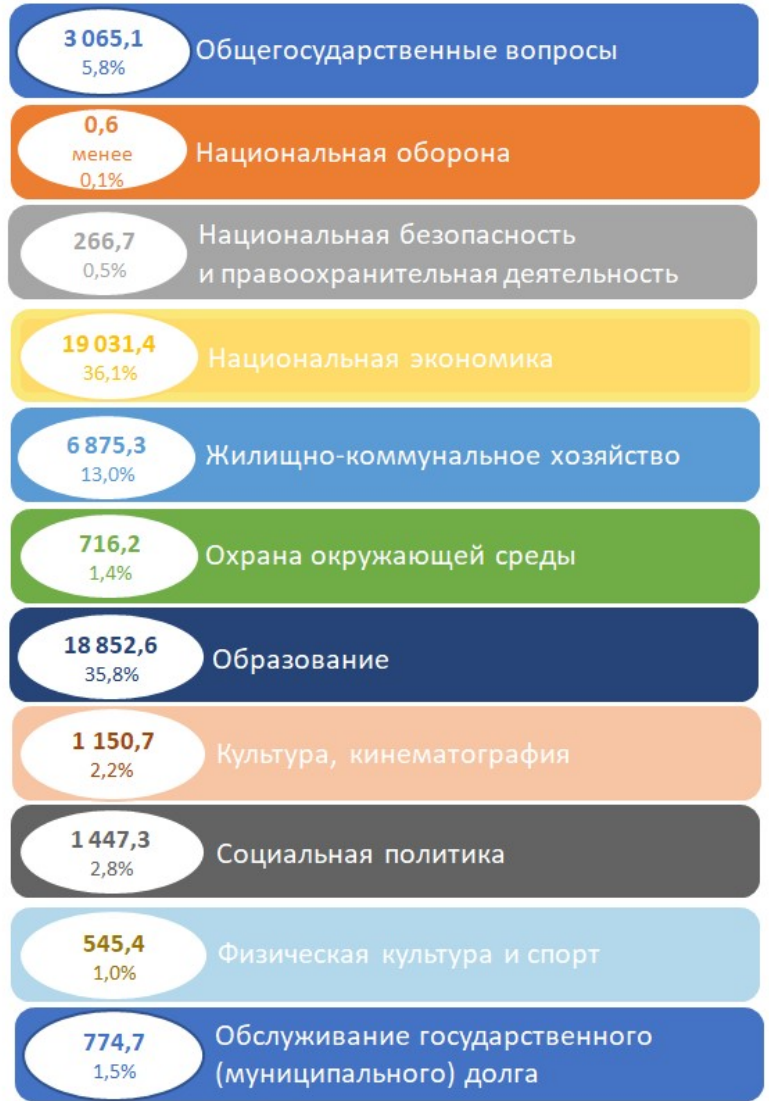 3 065,1
5,8%
Общегосударственные вопросы
0,6
менее
0,1%
Национальная оборона
266,7
0,5%
Национальная безопасность
и правоохранительная деятельность
19 031,4
36,1%
Национальная экономика
6 875,3
13,0%
Жилищно-коммунальное хозяйство
716,2
1,4%
Охрана окружающей среды
18 852,6
35,8%
Образование
1 150,7
2,2%
Культура, кинематография
1 447,3
2,8%
Социальная политика
545,4
1,0%
Физическая культура и спорт
774,7
1,5%
Обслуживание государственного
(муниципального) долга